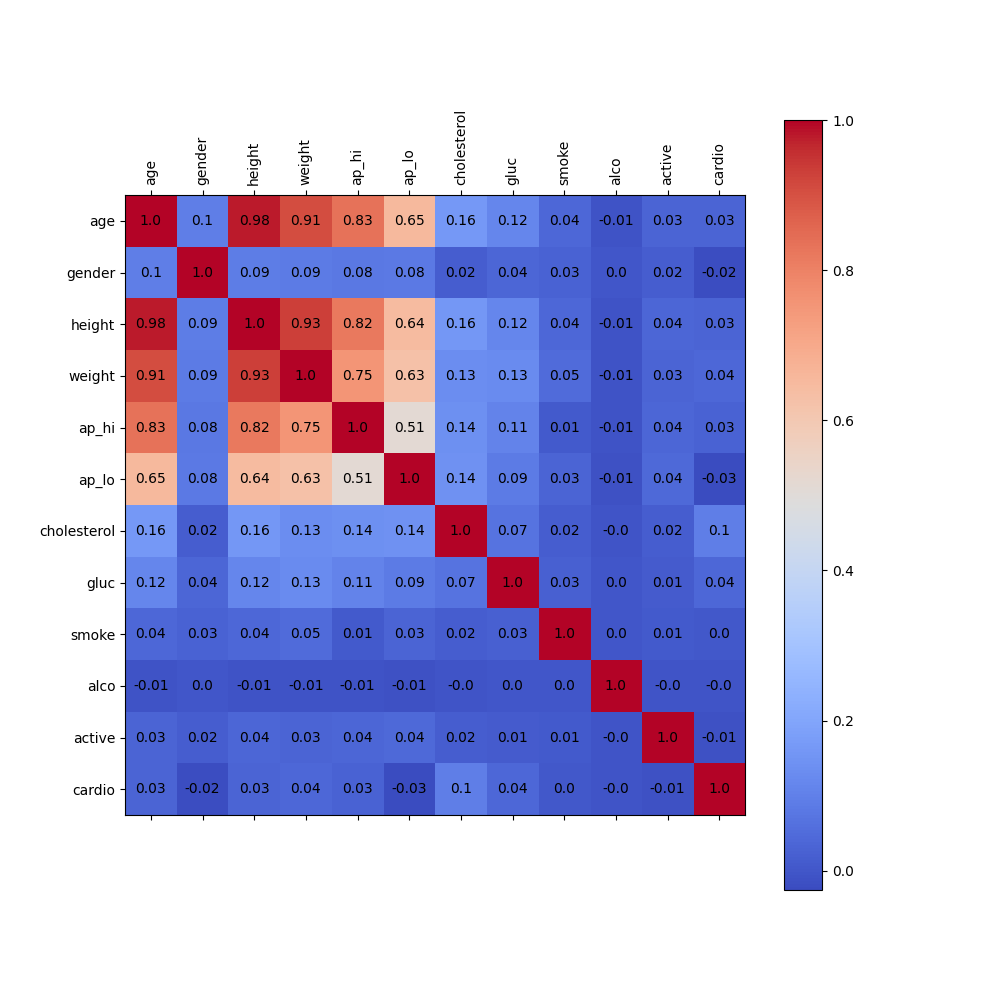 age gender height weight ap_hi ap_lo cholesterol gluc smoke alco active cardio
age 1.0 0.1 0.98 0.91 0.83 0.65 0.16 0.12 0.04 -0.01 0.03 0.03
gender 0.1 1.0 0.09 0.09 0.08 0.08 0.02 0.04 0.03 0.0 0.02 -0.02
height 0.98 0.09 1.0 0.93 0.82 0.64 0.16 0.12 0.04 -0.01 0.04 0.03
weight 0.91 0.09 0.93 1.0 0.75 0.63 0.13 0.13 0.05 -0.01 0.03 0.04
ap_hi 0.83 0.08 0.82 0.75 1.0 0.51 0.14 0.11 0.01 -0.01 0.04 0.03
ap_lo 0.65 0.08 0.64 0.63 0.51 1.0 0.14 0.09 0.03 -0.01 0.04 -0.03
cholesterol 0.16 0.02 0.16 0.13 0.14 0.14 1.0 0.07 0.02 -0.0 0.02 0.1
gluc 0.12 0.04 0.12 0.13 0.11 0.09 0.07 1.0 0.03 0.0 0.01 0.04
smoke 0.04 0.03 0.04 0.05 0.01 0.03 0.02 0.03 1.0 0.0 0.01 0.0
alco -0.01 0.0 -0.01 -0.01 -0.01 -0.01 -0.0 0.0 0.0 1.0 -0.0 -0.0
active 0.03 0.02 0.04 0.03 0.04 0.04 0.02 0.01 0.01 -0.0 1.0 -0.01
cardio 0.03 -0.02 0.03 0.04 0.03 -0.03 0.1 0.04 0.0 -0.0 -0.01 1.0
1.0
0.8
0.6
0.4
0.2
0.0